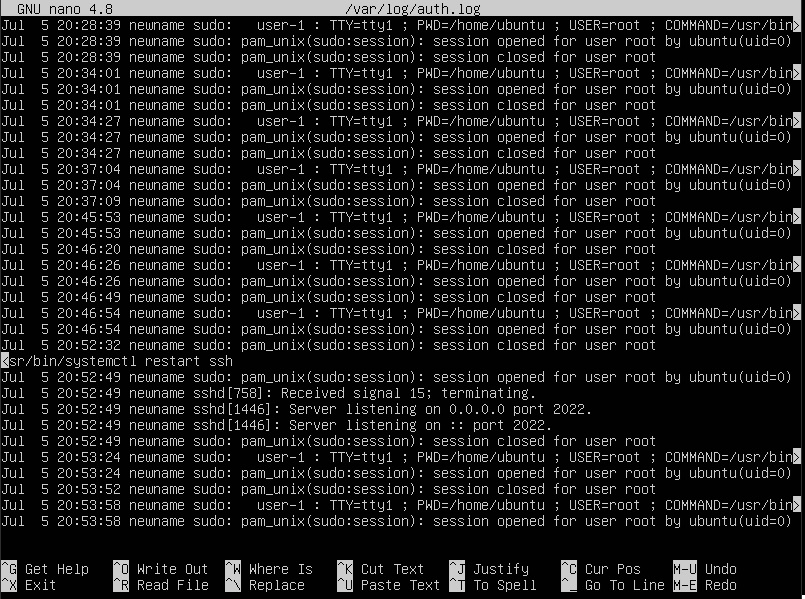 GNU nano 4.8 /var/log/auth.log
Jul  5 20:28:39 newname sudo:   user-1 : TTY=tty1 ; PWD=/home/ubuntu ; USER=root ; COMMAND=/usr/bin>
Jul  5 20:28:39 newname sudo: pam_unix(sudo:session): session opened for user root by ubuntu(uid=0)
Jul  5 20:28:39 newname sudo: pam_unix(sudo:session): session closed for user root
Jul  5 20:34:01 newname sudo:   user-1 : TTY=tty1 ; PWD=/home/ubuntu ; USER=root ; COMMAND=/usr/bin>
Jul  5 20:34:01 newname sudo: pam_unix(sudo:session): session opened for user root by ubuntu(uid=0)
Jul  5 20:34:01 newname sudo: pam_unix(sudo:session): session closed for user root
Jul  5 20:34:27 newname sudo:   user-1 : TTY=tty1 ; PWD=/home/ubuntu ; USER=root ; COMMAND=/usr/bin>
Jul  5 20:34:27 newname sudo: pam_unix(sudo:session): session opened for user root by ubuntu(uid=0)
Jul  5 20:34:27 newname sudo: pam_unix(sudo:session): session closed for user root
Jul  5 20:37:04 newname sudo:   user-1 : TTY=tty1 ; PWD=/home/ubuntu ; USER=root ; COMMAND=/usr/bin>
Jul  5 20:37:04 newname sudo: pam_unix(sudo:session): session opened for user root by ubuntu(uid=0)
Jul  5 20:37:09 newname sudo: pam_unix(sudo:session): session closed for user root
Jul  5 20:45:53 newname sudo:   user-1 : TTY=tty1 ; PWD=/home/ubuntu ; USER=root ; COMMAND=/usr/bin>
Jul  5 20:45:53 newname sudo: pam_unix(sudo:session): session opened for user root by ubuntu(uid=0)
Jul  5 20:46:20 newname sudo: pam_unix(sudo:session): session closed for user root
Jul  5 20:46:26 newname sudo:   user-1 : TTY=tty1 ; PWD=/home/ubuntu ; USER=root ; COMMAND=/usr/bin>
Jul  5 20:46:26 newname sudo: pam_unix(sudo:session): session opened for user root by ubuntu(uid=0)
Jul  5 20:46:49 newname sudo: pam_unix(sudo:session): session closed for user root
Jul  5 20:46:54 newname sudo:   user-1 : TTY=tty1 ; PWD=/home/ubuntu ; USER=root ; COMMAND=/usr/bin>
Jul  5 20:46:54 newname sudo: pam_unix(sudo:session): session opened for user root by ubuntu(uid=0)
Jul  5 20:52:32 newname sudo: pam_unix(sudo:session): session closed for user root
<sr/bin/systemctl restart ssh
Jul  5 20:52:49 newname sudo: pam_unix(sudo:session): session opened for user root by ubuntu(uid=0)
Jul  5 20:52:49 newname sshd[758]: Received signal 15; terminating.
Jul  5 20:52:49 newname sshd[1446]: Server listening on 0.0.0.0 port 2022.
Jul  5 20:52:49 newname sshd[1446]: Server listening on :: port 2022.
Jul  5 20:52:49 newname sudo: pam_unix(sudo:session): session closed for user root
Jul  5 20:53:24 newname sudo:   user-1 : TTY=tty1 ; PWD=/home/ubuntu ; USER=root ; COMMAND=/usr/bin>
Jul  5 20:53:24 newname sudo: pam_unix(sudo:session): session opened for user root by ubuntu(uid=0)
Jul  5 20:53:52 newname sudo: pam_unix(sudo:session): session closed for user root
Jul  5 20:53:58 newname sudo:   user-1 : TTY=tty1 ; PWD=/home/ubuntu ; USER=root ; COMMAND=/usr/bin>
Jul  5 20:53:58 newname sudo: pam_unix(sudo:session): session opened for user root by ubuntu(uid=0)
^G Get Help ^O Write Out ^W Where Is ^K Cut Text ^J Justify ^C Cur Pos M-U Undo
^X Exit ^R Read File ^\ Replace ^U Paste Text ^T To Spell ^_ Go To Line M-E Redo